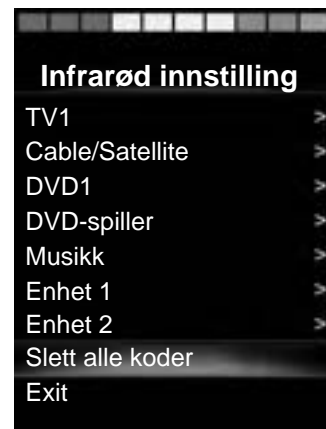 Infrarød innstilling
TV1 >
Cable/Satellite >
DVD1 >
DVD-spiller >
Musikk >
Enhet 1 >
Enhet 2 >
Slett alle koder
Exit